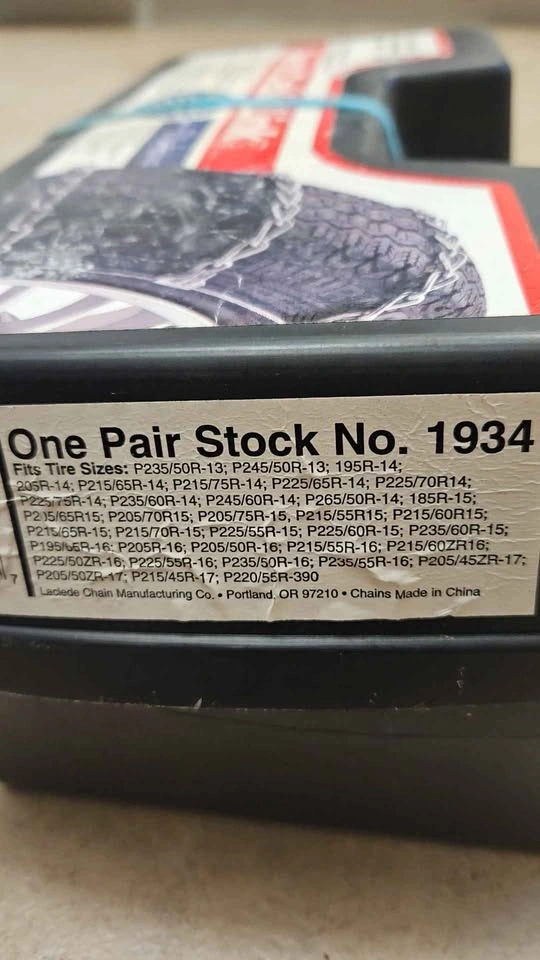 One Pair Stock No. 1934
Fits Tire Sizes: P235/50R-13; P245/50R-13; 195R-14;
205R-14; P215/65R-14; P215/75R-14; P225/65R-14; P225/70R14;
P225/75R-14; P235/60R-14; P245/60R-14; P265/50R-14; 185R-15;
P205/70R15; P205/75R-15, P215/55R15; P215/60R15;
P215/65R-15; P215/70R-15; P225/55R-15; P225/60R-15; P235/60R-15;
P195/55R-16; P205R-16; P205/50R-16; P215/55R-16; P215/60ZR16;
P225/50ZR-16; P225/55R-16; P235/50R-16; P235/55R-16; P205/45ZR-17;
P205/50ZR-17; P215/45R-17; P220/55R-390
Laclede Chain Manufacturing Co. • Portland, OR 97210 • Chains Made in China
7